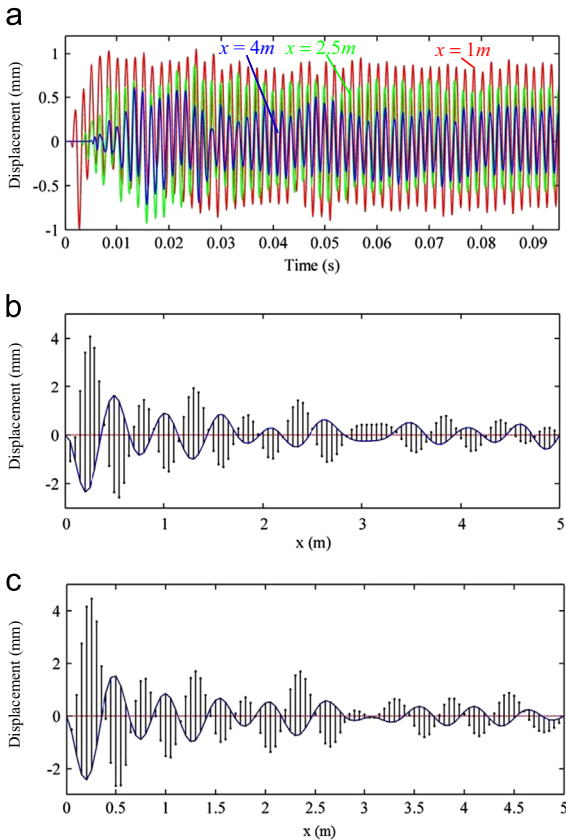 a
x = 4m x = 2.5m x = 1m
Displacement (mm)
1
0.5
0
-0.5
-1
0 0.01 0.02 0.03 0.04 0.05 0.06 0.07 0.08 0.09
Time (s)
b
Displacement (mm)
4
2
0
-2
0 1 2 3 4 5
x (m)
c
Displacement (mm)
4
2
0
-2
0 0.5 1 1.5 2 2.5 3 3.5 4 4.5 5
x (m)